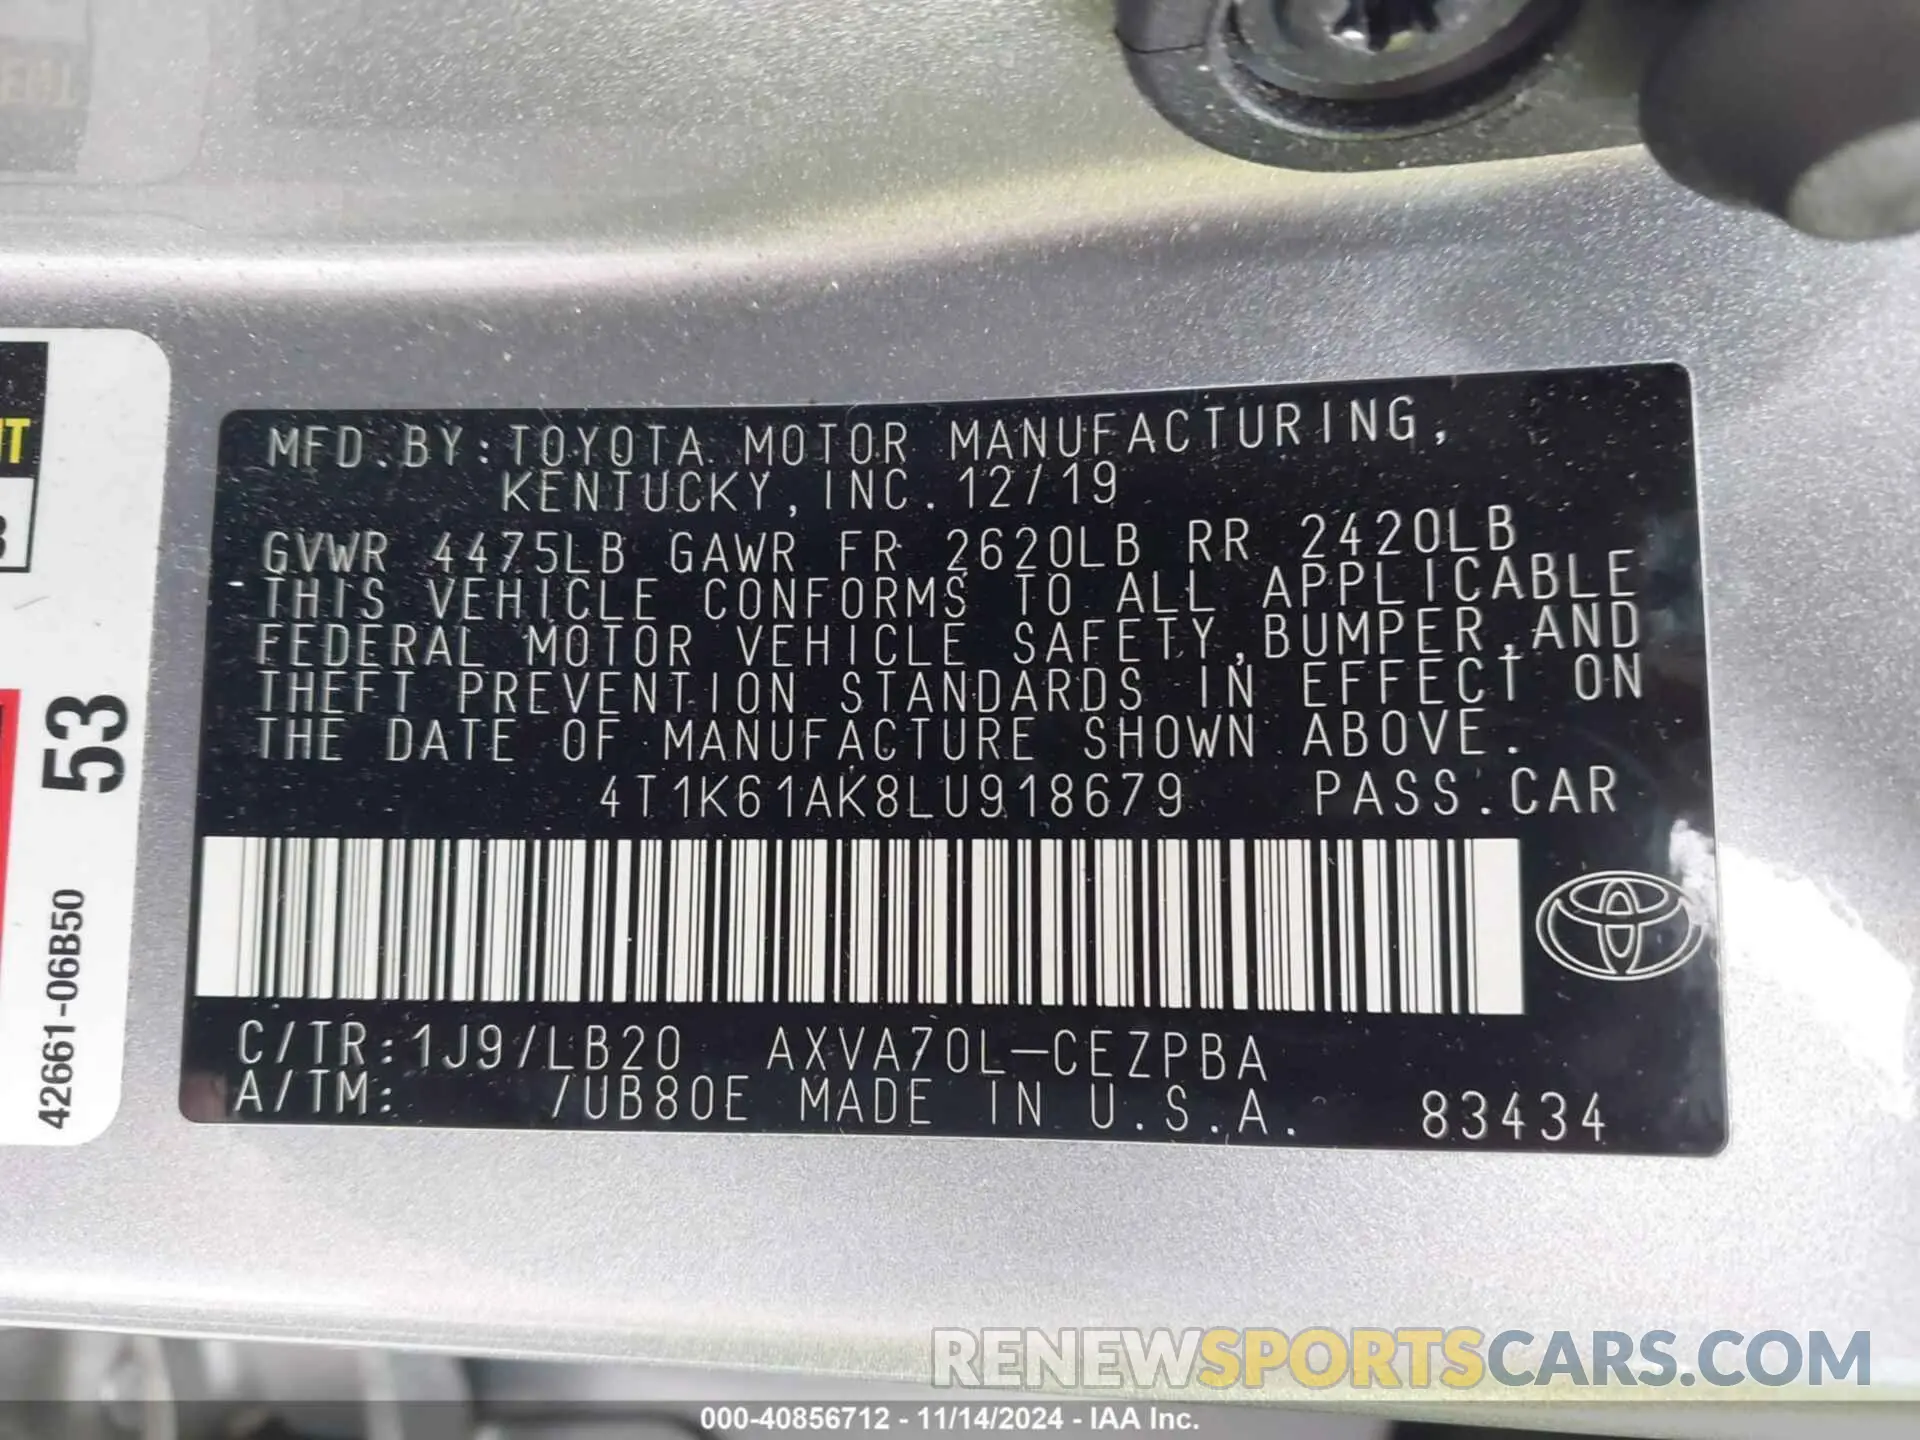 MFD.BY:TOYOTA MOTOR MANUFACTURING,
KENTUCKY,INC.12/19
GVWR 4475LB GAWR FR 2620LB RR 2420LB
THIS VEHICLE CONFORMS TO ALL APPLICABLE
FEDERAL MOTOR VEHICLE SAFETY,BUMPER,AND
THEFT PREVENTION STANDARDS IN EFFECT ON
THE DATE OF MANUFACTURE SHOWN ABOVE.
4T1K61AK8LU918679 PASS.CAR
C/TR:1J9/LB20 AXVA70L-CEZPBA
A/TM: /UB80E MADE IN U.S.A. 83434
53
42661-06B50
RENEWSPORTSCARS.COM
000-40856712 - 11/14/2024 - IAA Inc.